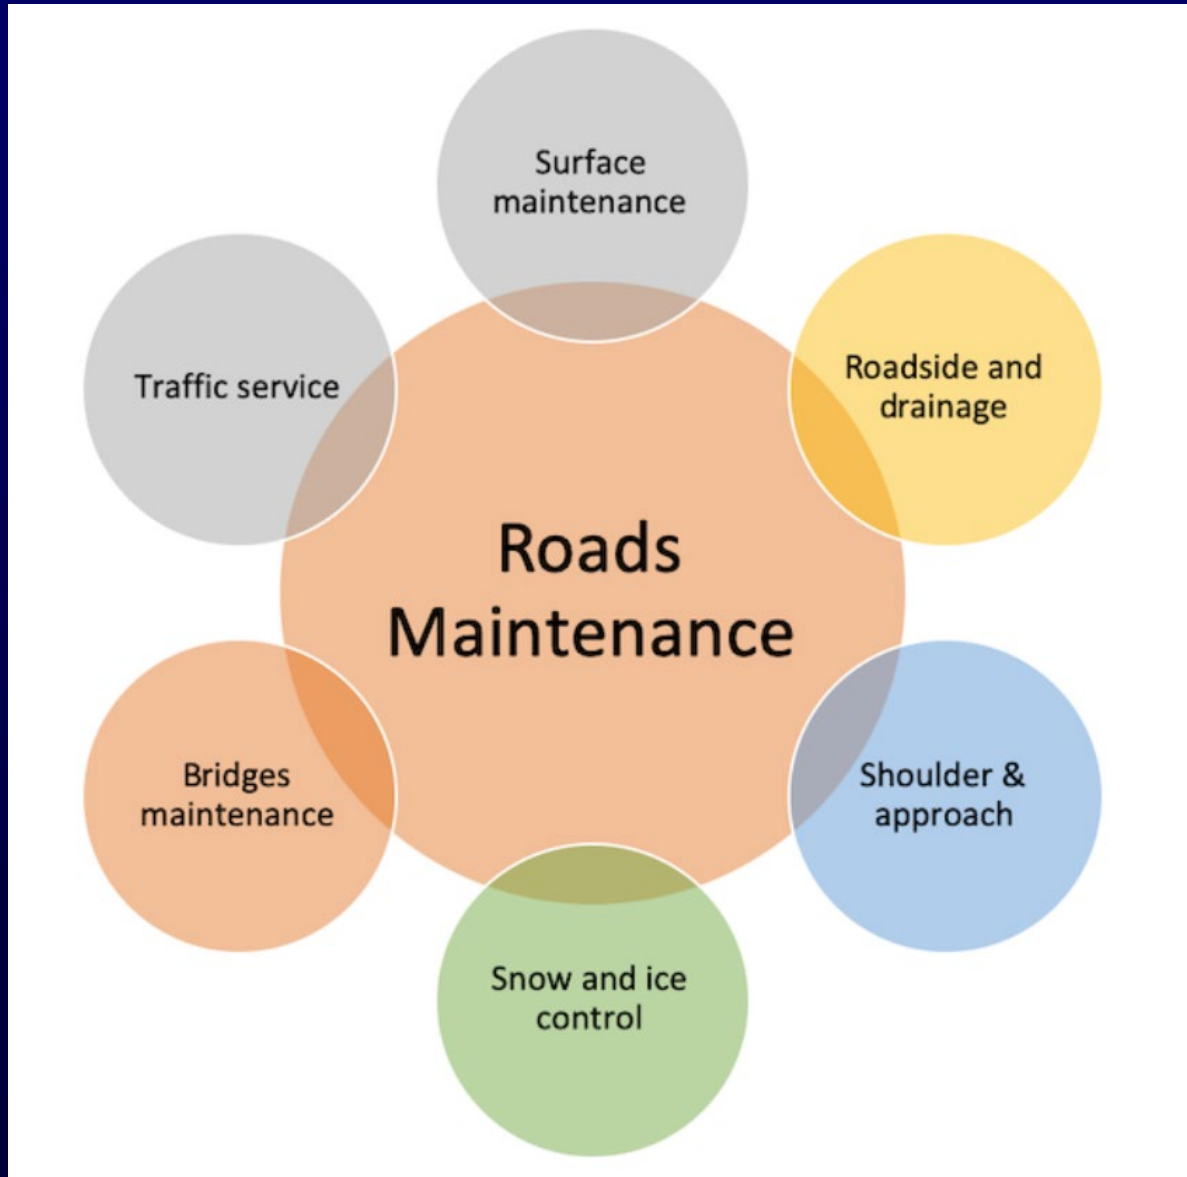 Surface
maintenance
Roadside and
drainage
Traffic service
Roads
Maintenance
Shoulder &
approach
Bridges
maintenance
Snow and ice
control